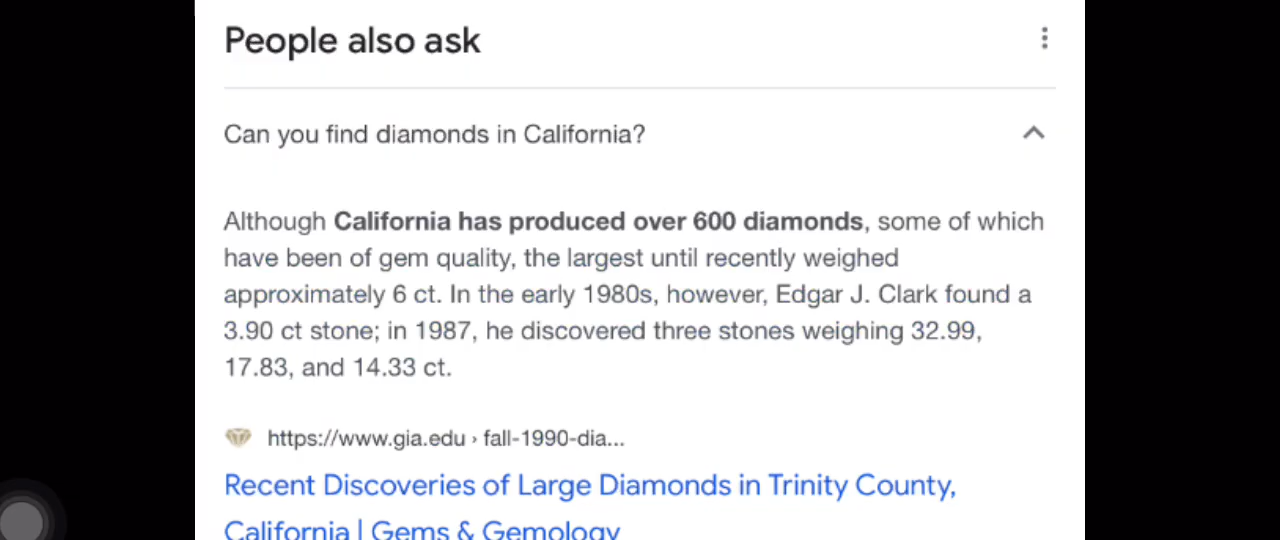 People also ask
Can you find diamonds in California?
Although California has produced over 600 diamonds, some of which
have been of gem quality, the largest until recently weighed
approximately 6 ct. In the early 1980s, however, Edgar J. Clark found a
3.90 ct stone; in 1987, he discovered three stones weighing 32.99,
17.83, and 14.33 ct.
https://www.gia.edu › fall-1990-dia...
Recent Discoveries of Large Diamonds in Trinity County,
California | Gems & Gemology